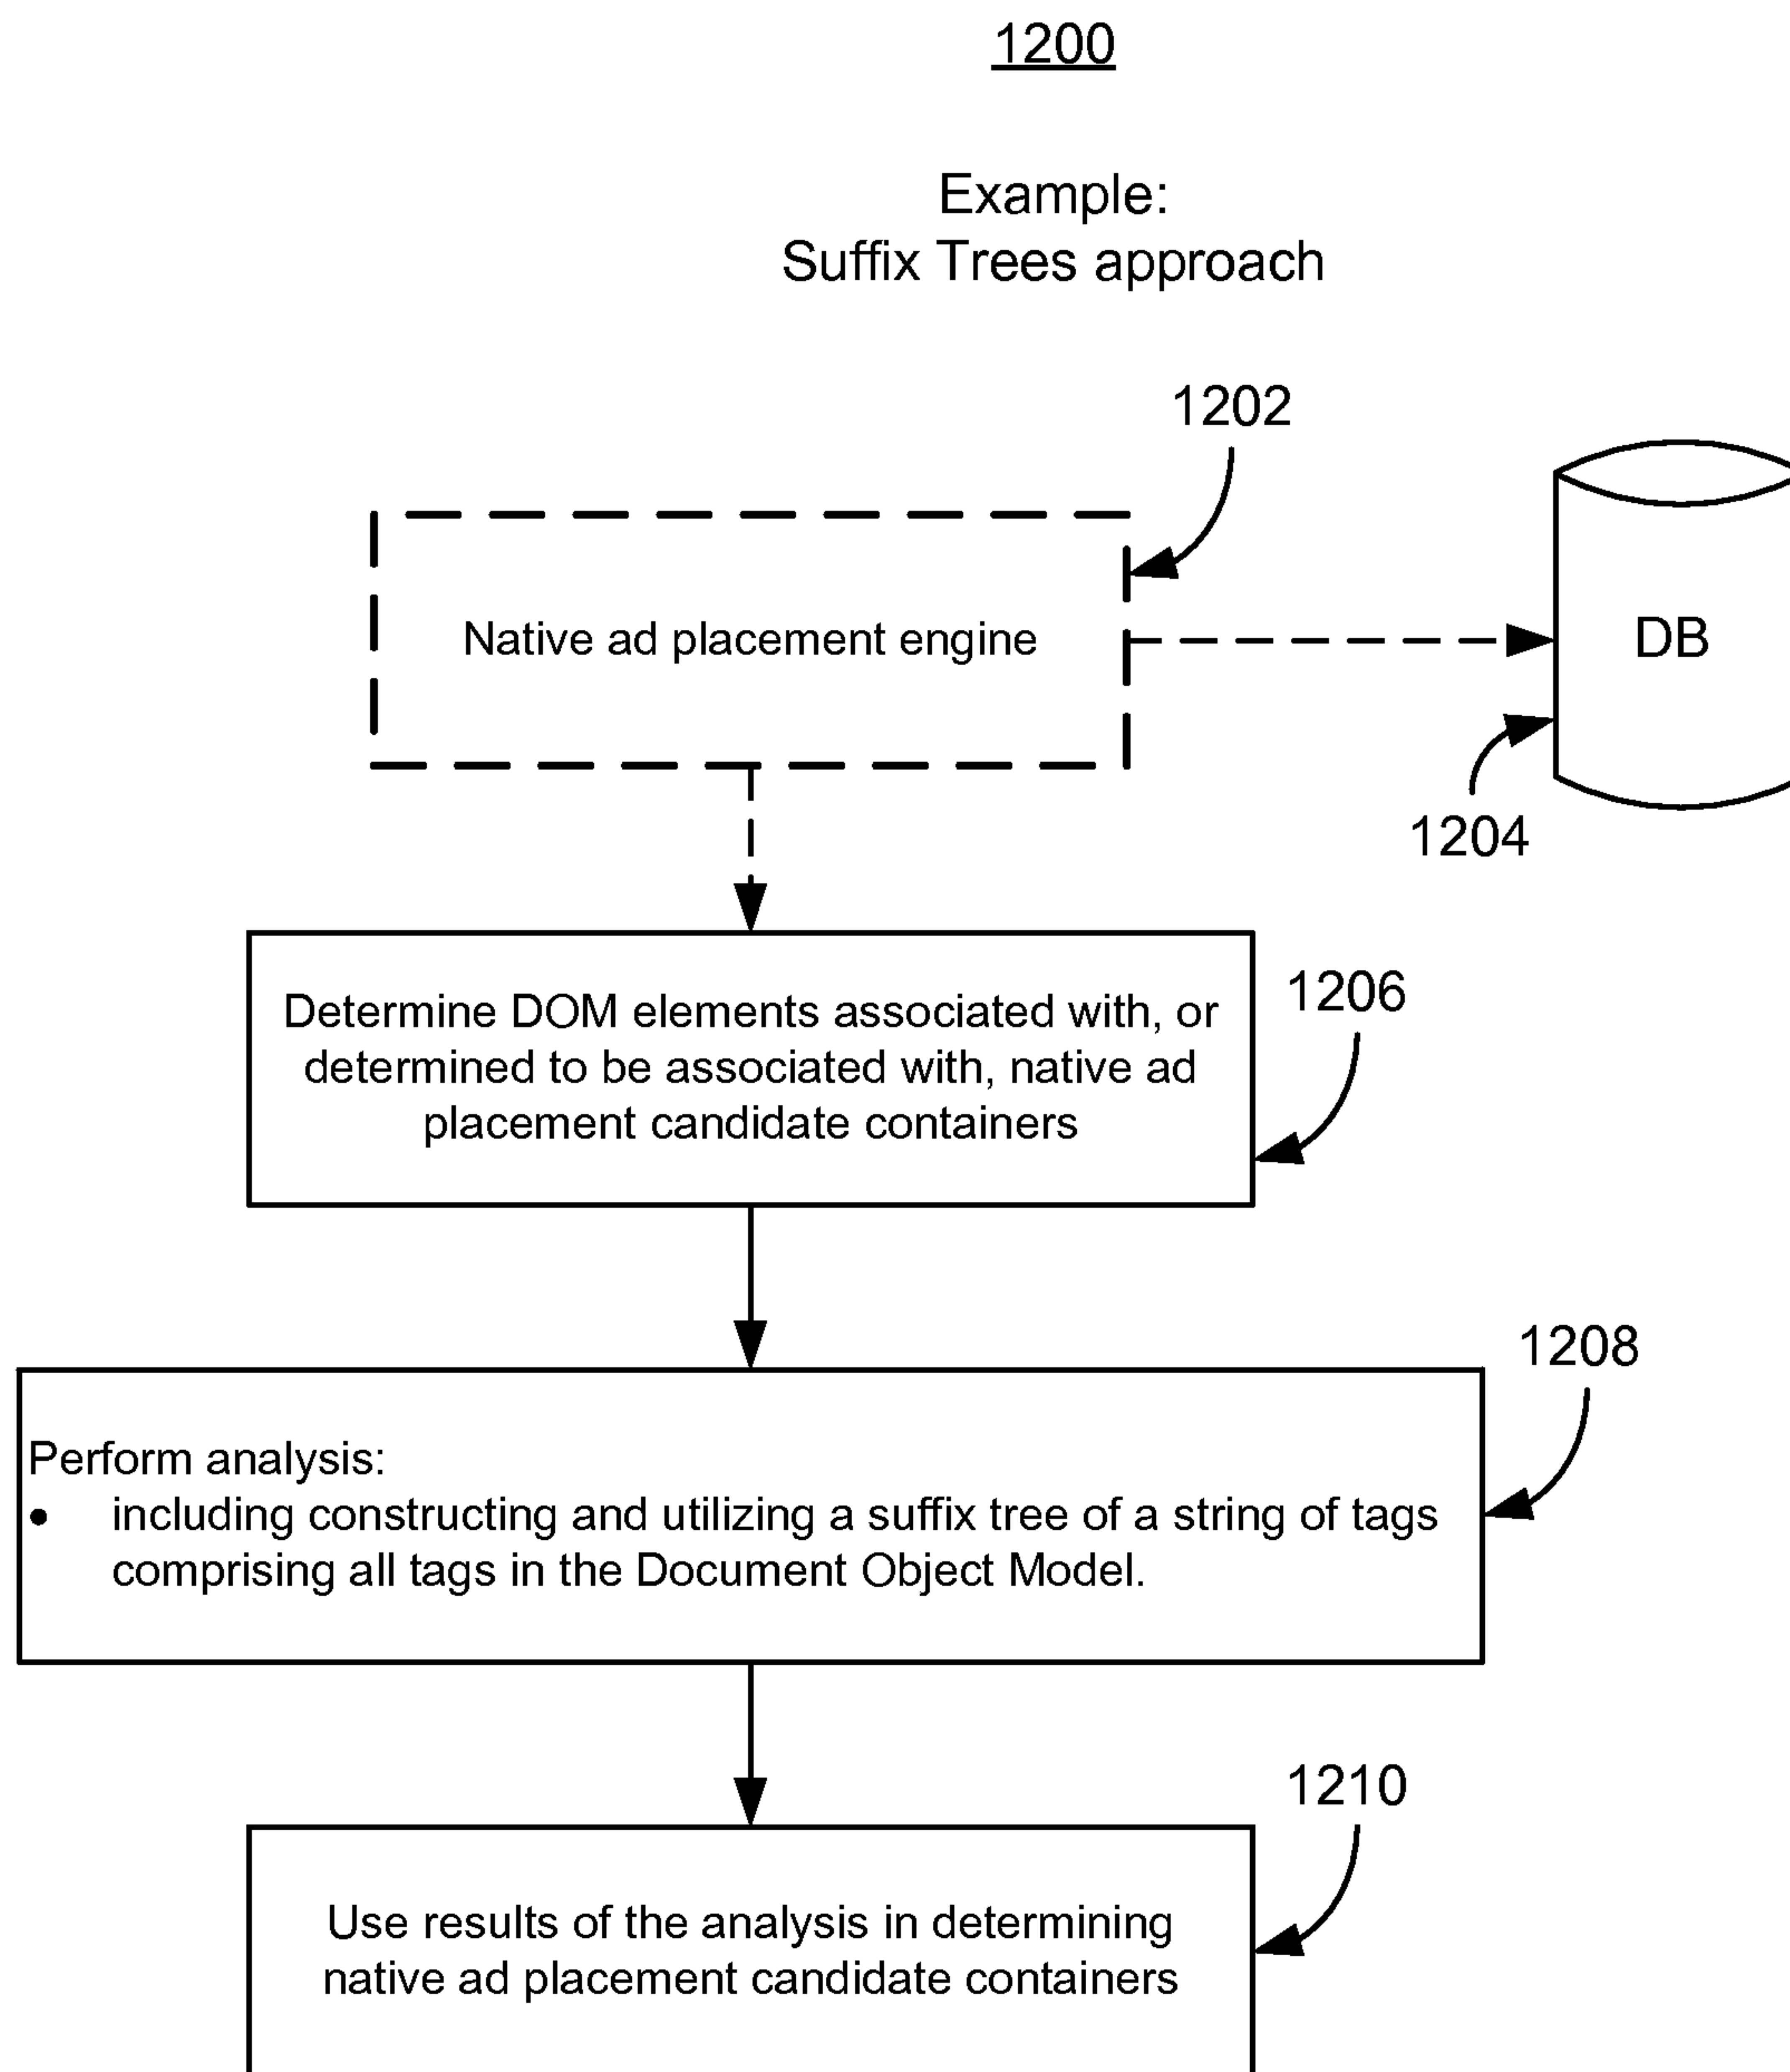 1200
Example:
Suffix Trees approach
1202
Native ad placement engine
DB
1204
Determine DOM elements associated with, or
determined to be associated with, native ad
placement candidate containers
1206
1208
Perform analysis:
• including constructing and utilizing a suffix tree of a string of tags
comprising all tags in the Document Object Model.
1210
Use results of the analysis in determining
native ad placement candidate containers